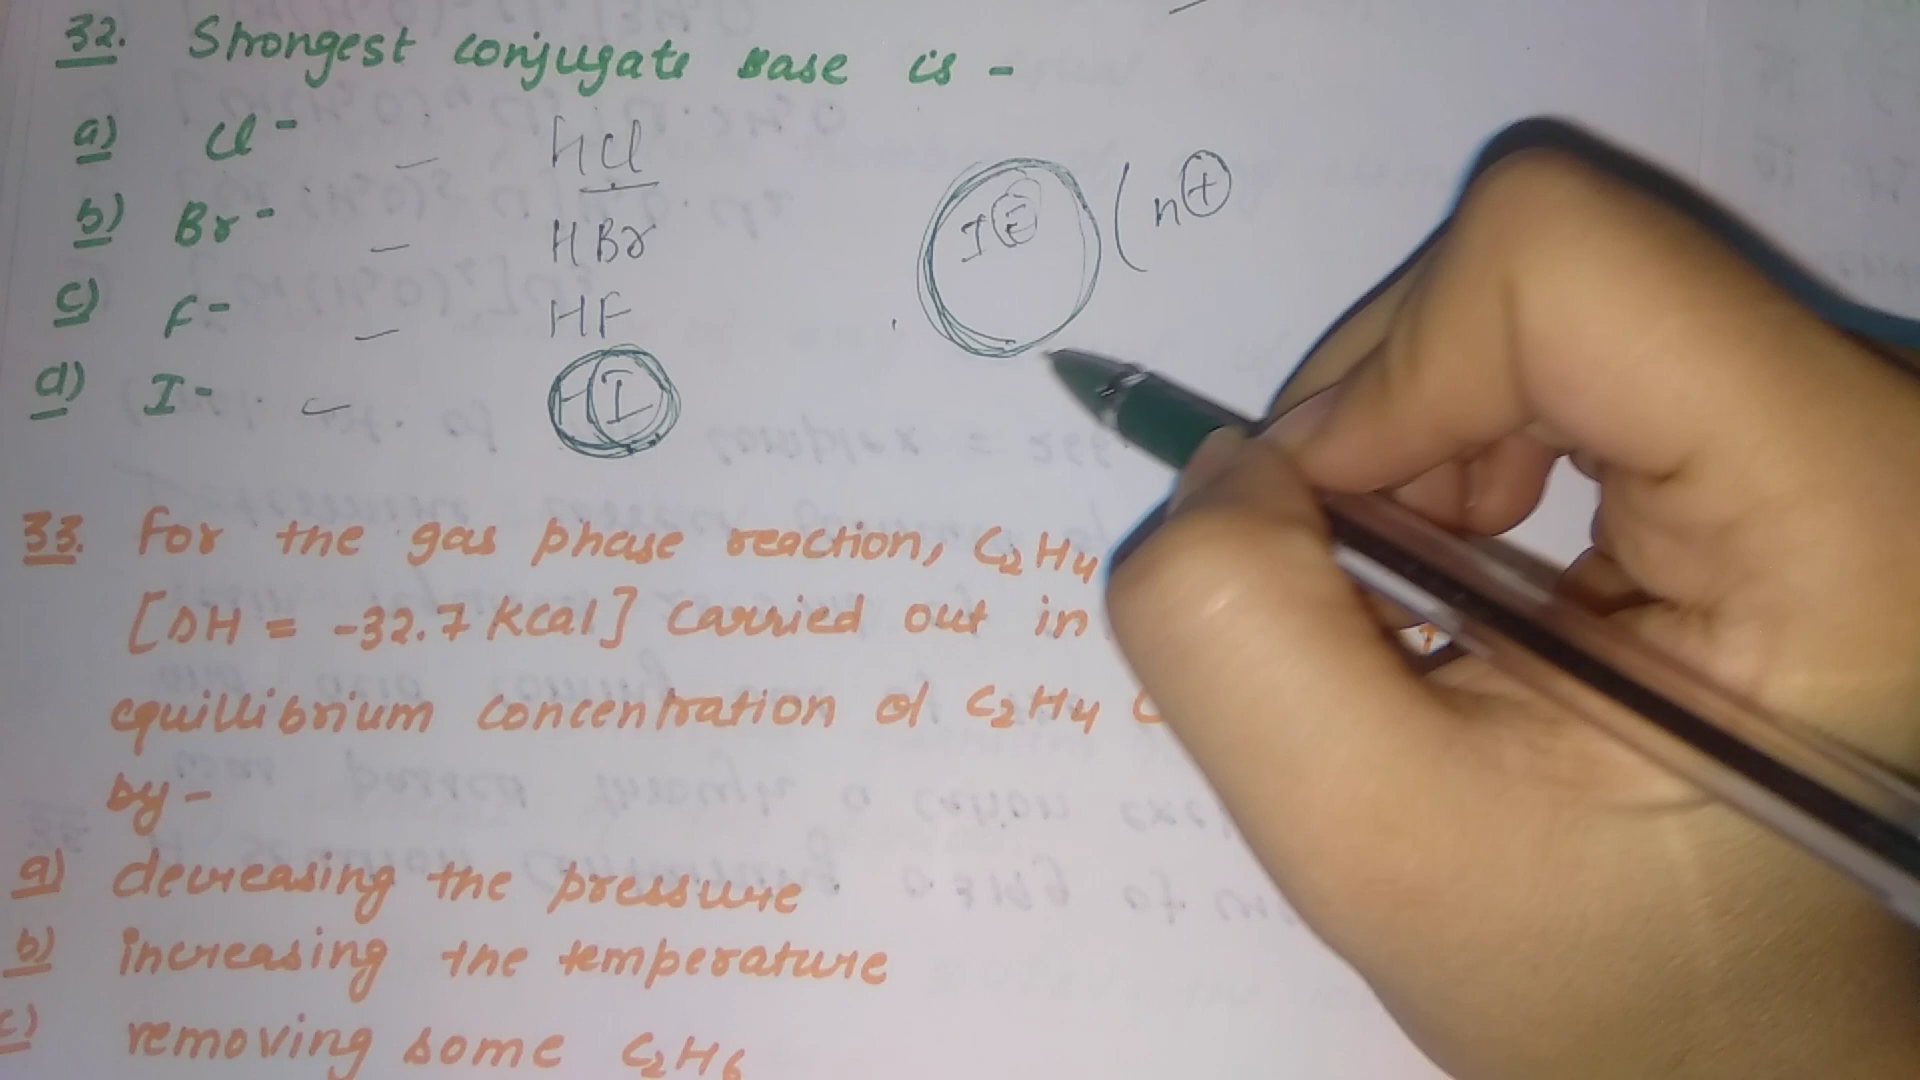 32. Strongest conjugate base is -
a) Cl- - HCl
b) Br- - HBr
c) F- - HF
d) I- - HI
I E ( n +
33. For the gas phase reaction, C2H4
[ΔH = -32.7 Kcal] carried out in
equillibrium concentration of C2H4
by-
a) decreasing the pressure
b) increasing the temperature
c) removing some C2H6